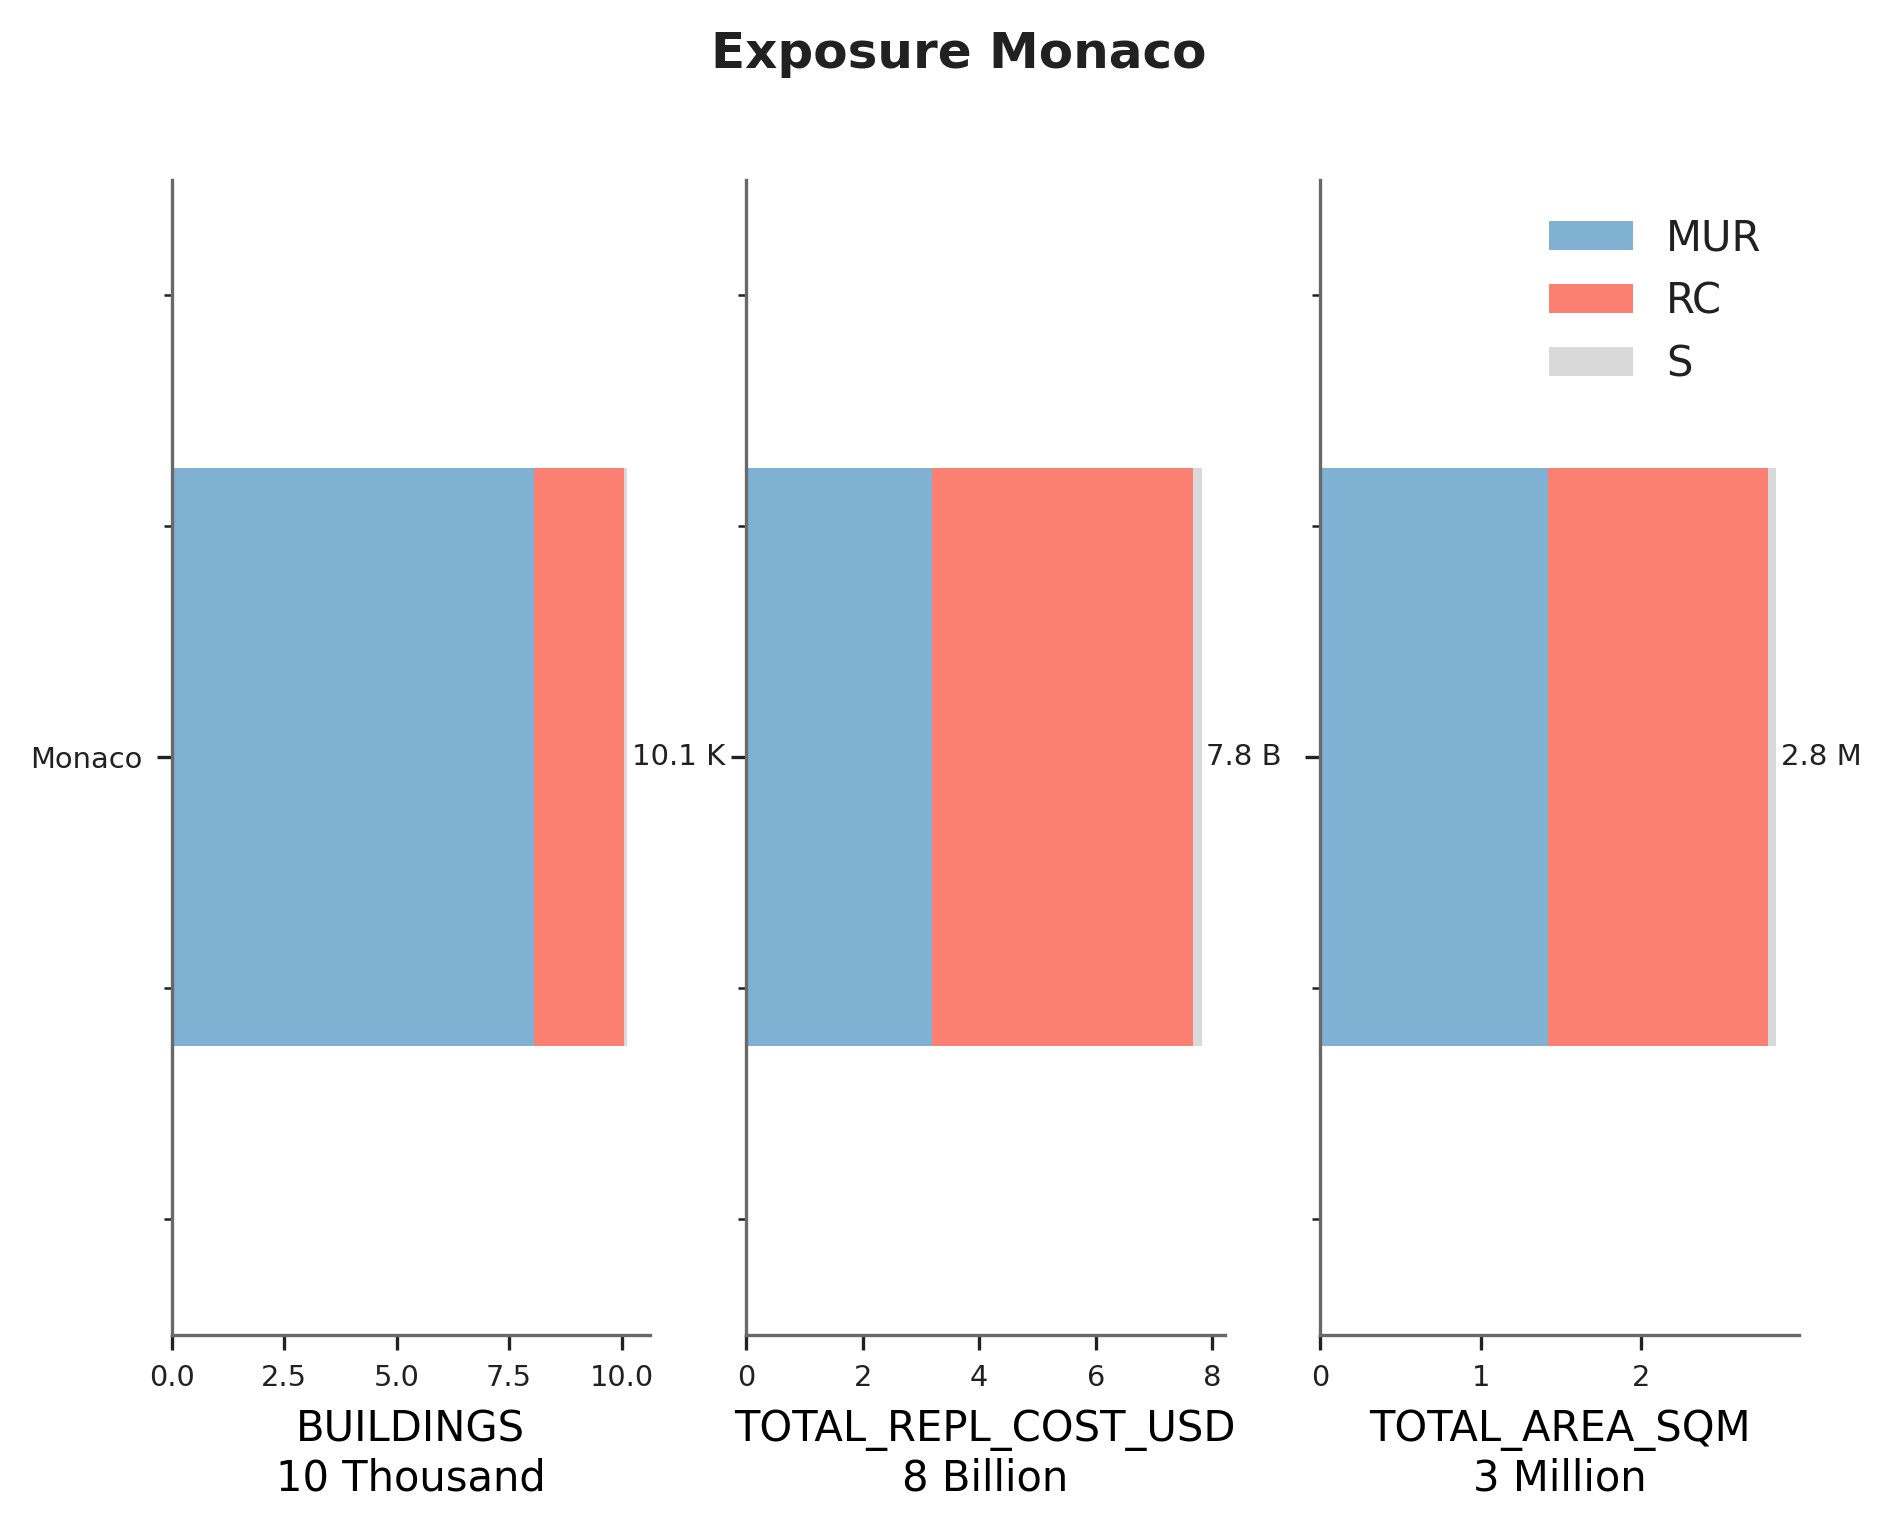 Exposure Monaco
MUR
RC
S
Monaco
10.1 K
7.8 B
2.8 M
0.0 2.5 5.0 7.5 10.0
BUILDINGS
10 Thousand
0 2 4 6 8
TOTAL_REPL_COST_USD
8 Billion
0 1 2
TOTAL_AREA_SQM
3 Million